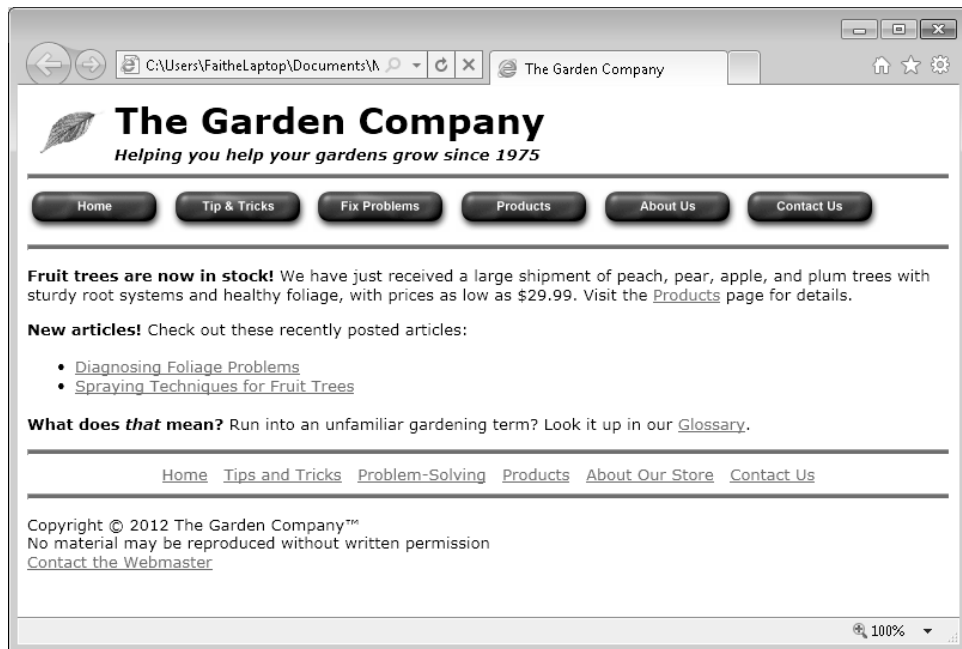 C:\Users\FaitheLaptop\Documents\M
The Garden Company
The Garden Company
Helping you help your gardens grow since 1975
Home Tip & Tricks Fix Problems Products About Us Contact Us
Fruit trees are now in stock! We have just received a large shipment of peach, pear, apple, and plum trees with
sturdy root systems and healthy foliage, with prices as low as $29.99. Visit the Products page for details.
New articles! Check out these recently posted articles:
• Diagnosing Foliage Problems
• Spraying Techniques for Fruit Trees
What does that mean? Run into an unfamiliar gardening term? Look it up in our Glossary.
Home Tips and Tricks Problem-Solving Products About Our Store Contact Us
Copyright © 2012 The Garden Company™
No material may be reproduced without written permission
Contact the Webmaster
100%